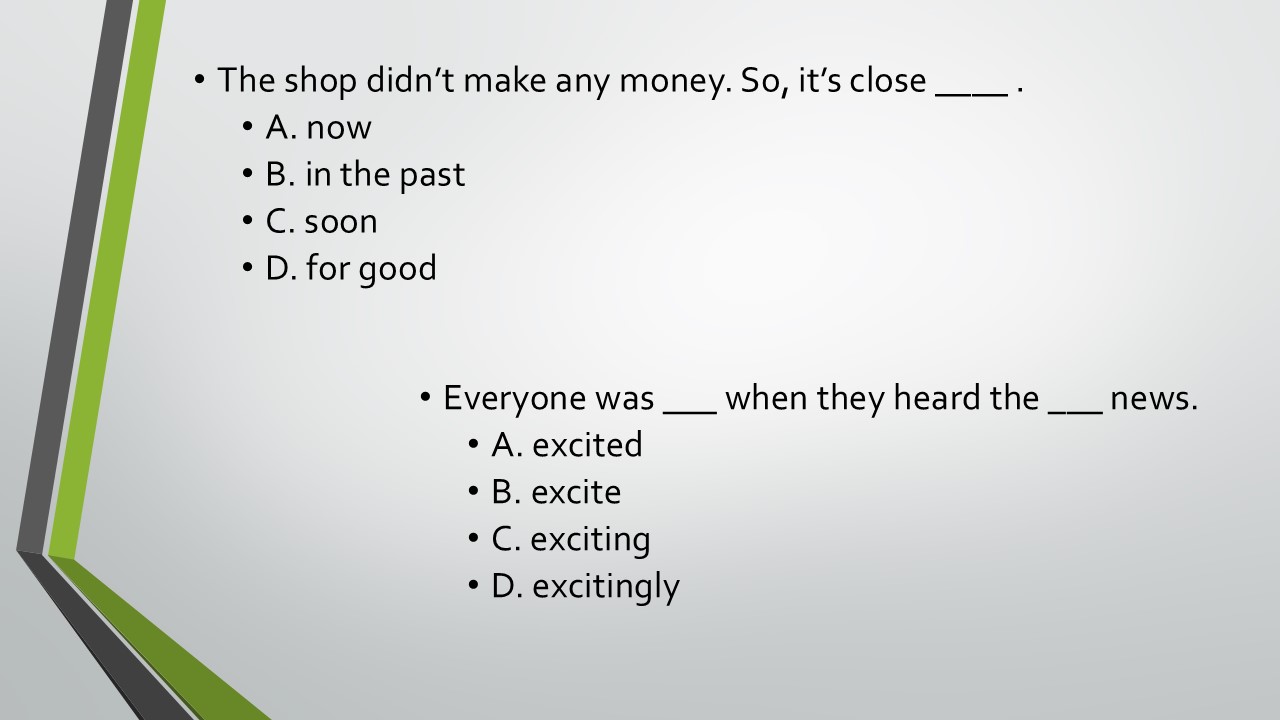 • The shop didn’t make any money. So, it’s close ____ .
• A. now
• B. in the past
• C. soon
• D. for good
• Everyone was ___ when they heard the ___ news.
• A. excited
• B. excite
• C. exciting
• D. excitingly